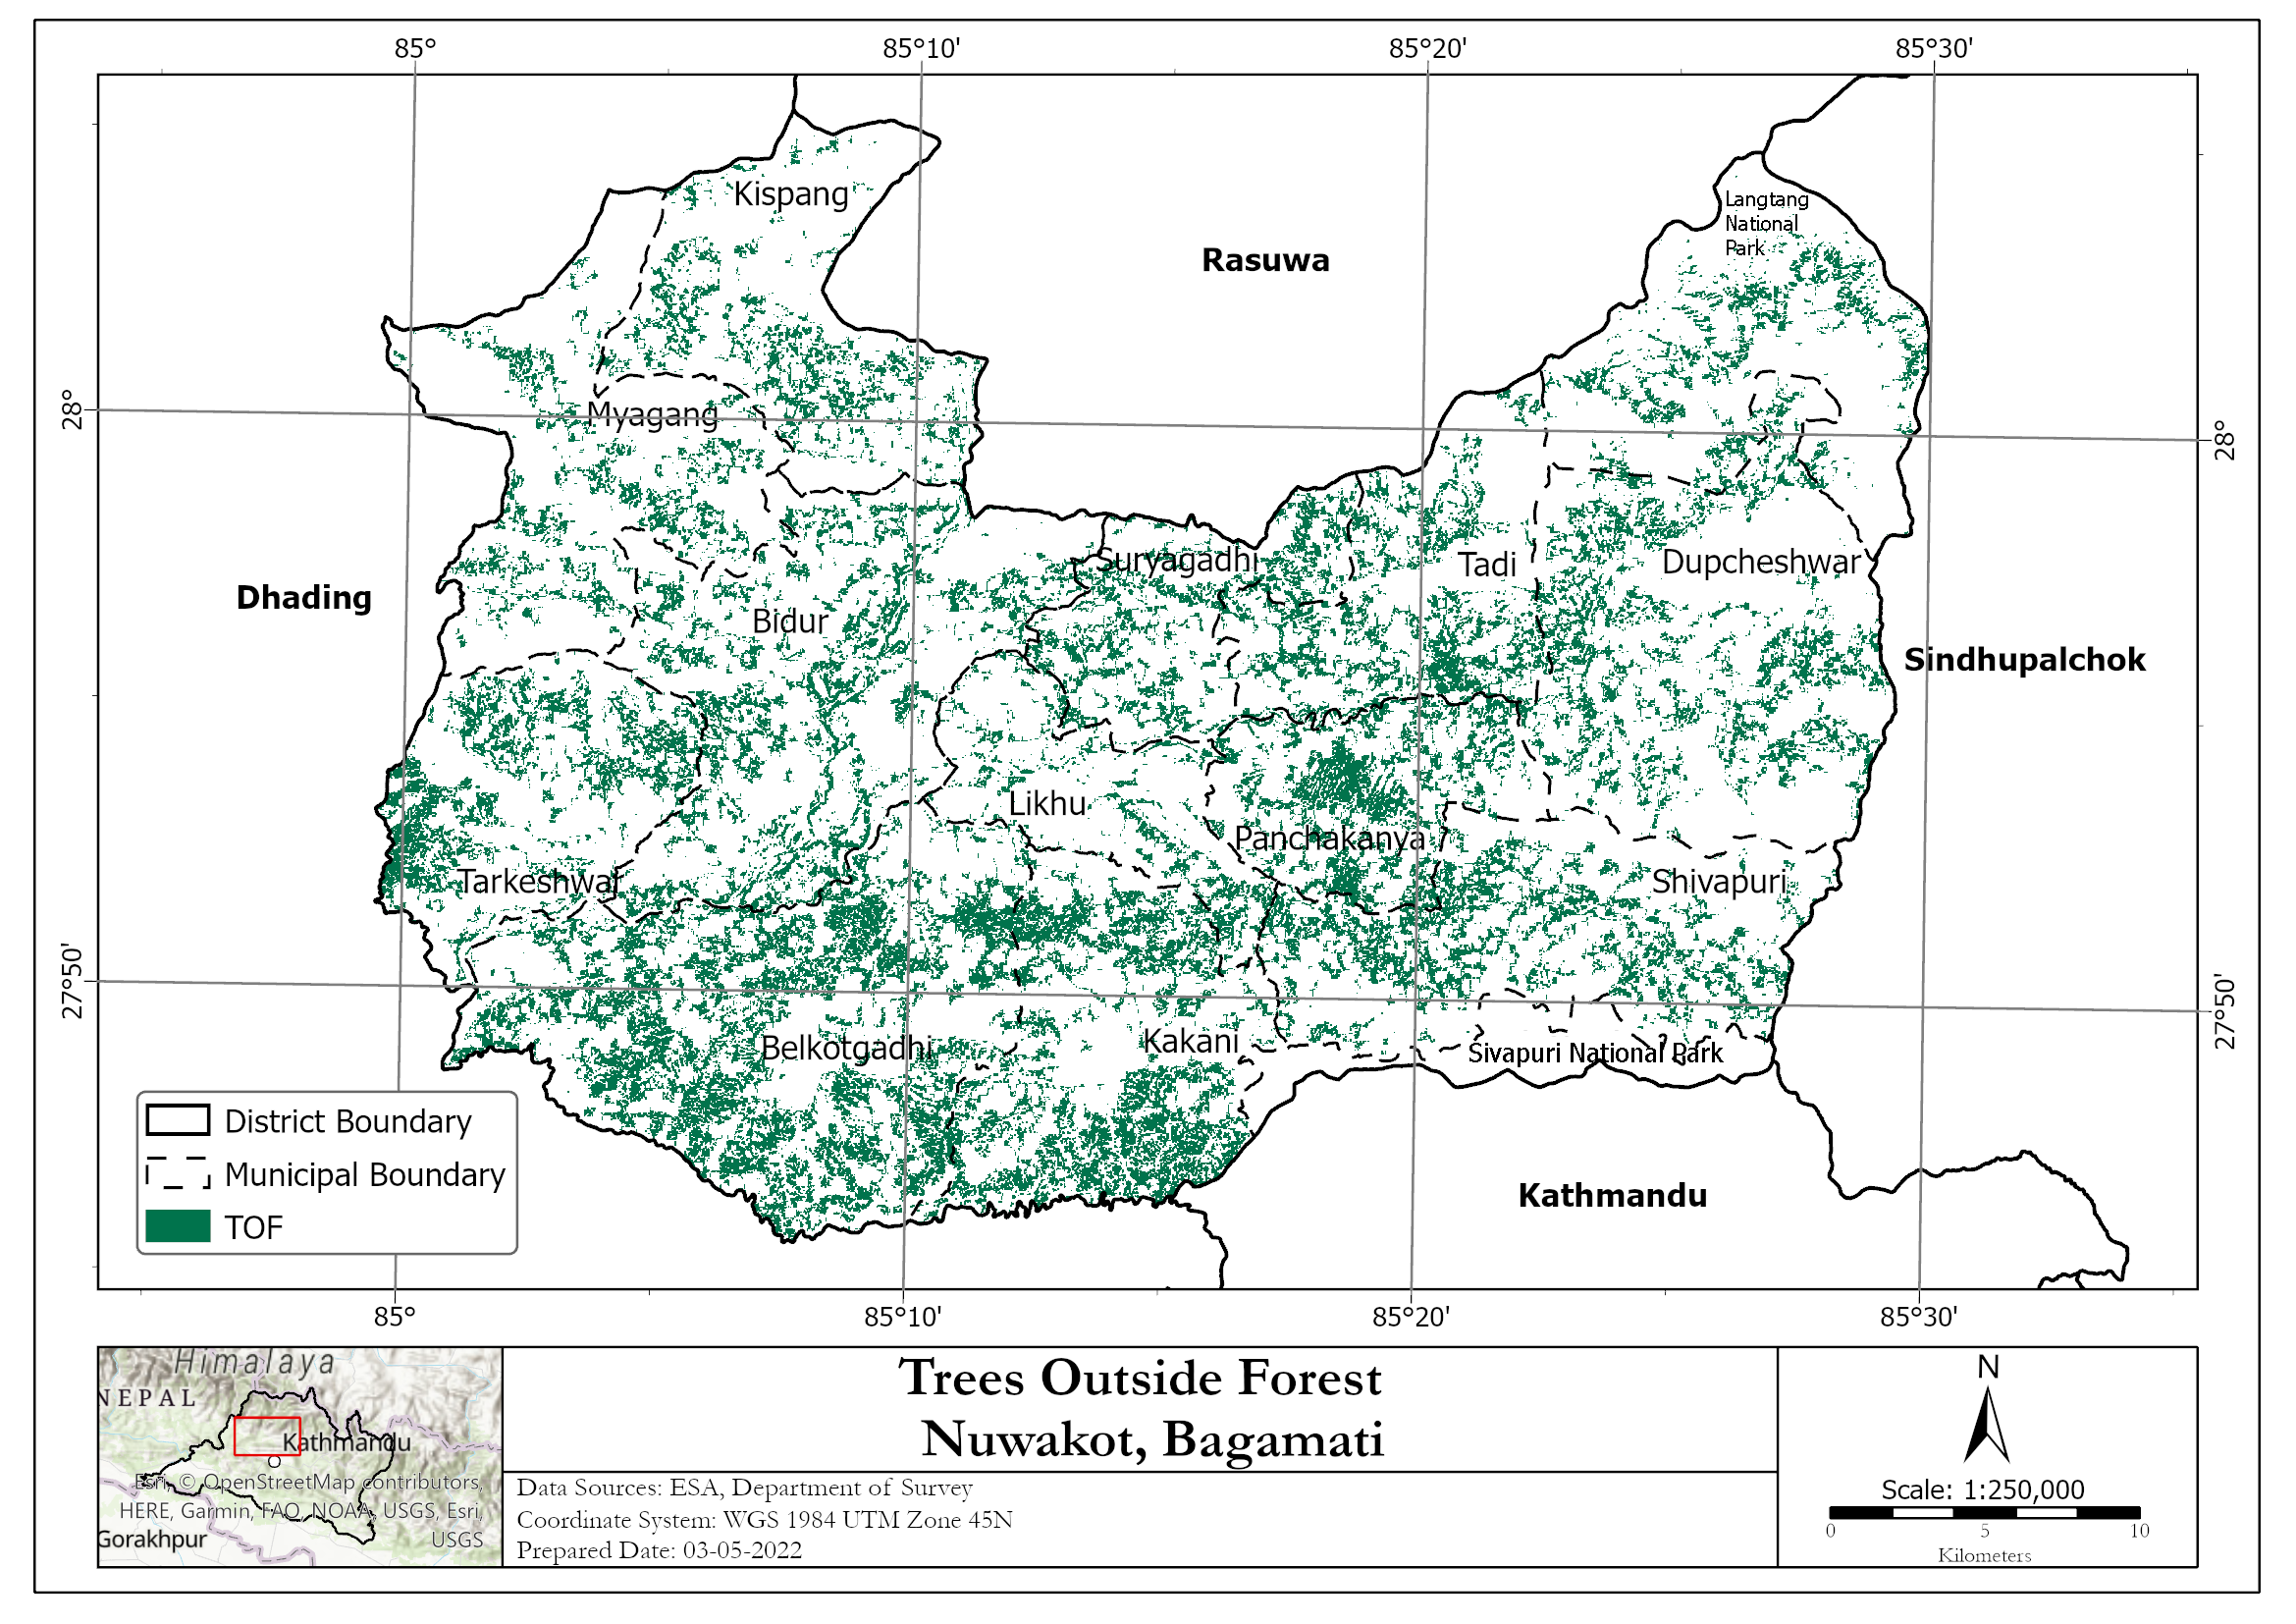 85°
85°10'
85°20'
85°30'
Kispang
Langtang
National
Park
Rasuwa
28°
28°
Myagang
Suryagadhi
Tadi
Dupcheshwar
Dhading
Bidur
Sindhupalchok
Likhu
Panchakanya
Tarkeshwar
Shivapuri
27°50'
27°50'
Belkotgadhi
Kakani
Sivapuri National Park
District Boundary
Municipal Boundary
TOF
Kathmandu
85°
85°10'
85°20'
85°30'
Himalaya
NEPAL
Kathmandu
Esri, © OpenStreetMap contributors,
HERE, Garmin, FAO, NOAA, USGS, Esri,
USGS
Gorakhpur
Trees Outside Forest
Nuwakot, Bagamati
Data Sources: ESA, Department of Survey
Coordinate System: WGS 1984 UTM Zone 45N
Prepared Date: 03-05-2022
N
Scale: 1:250,000
0 5 10
Kilometers